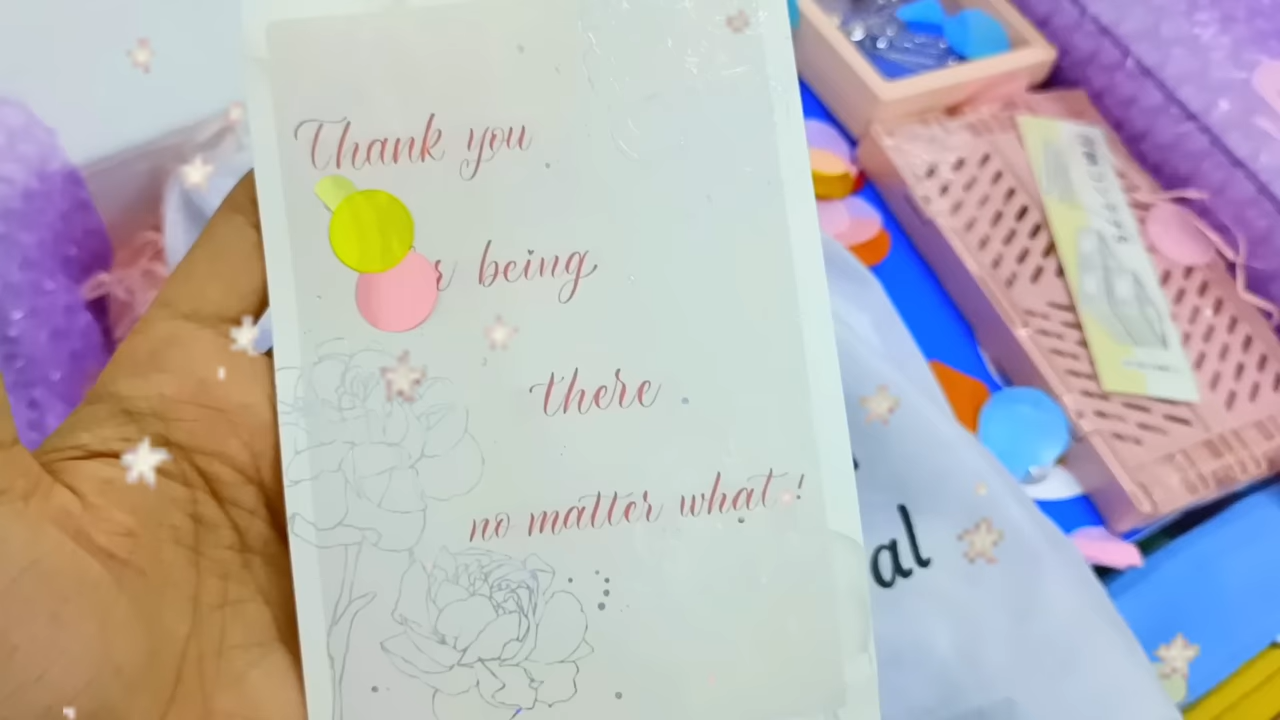 Thank you
r being
there
no matter what!
al